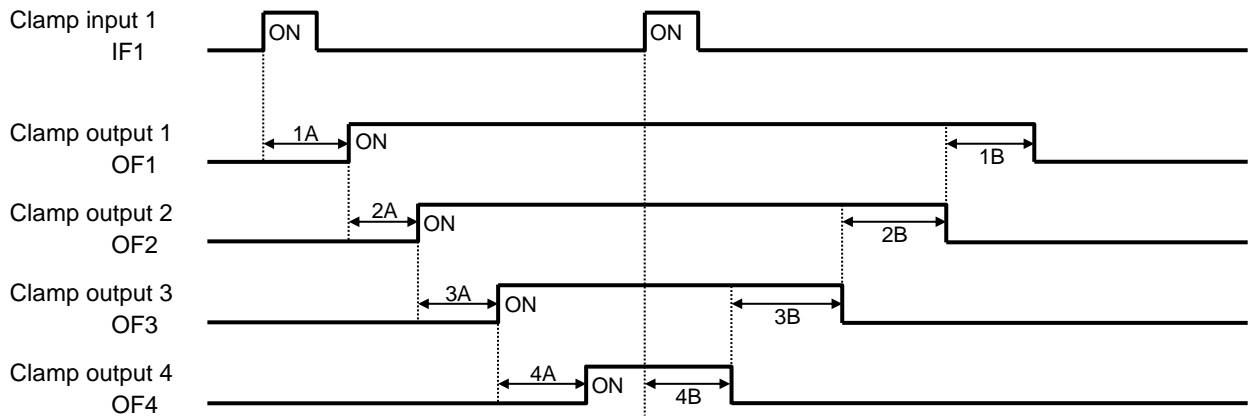 Clamp input 1
IF1
ON
ON
Clamp output 1
OF1
1A
ON
1B
Clamp output 2
OF2
2A
ON
2B
Clamp output 3
OF3
3A
ON
3B
Clamp output 4
OF4
4A
ON
4B